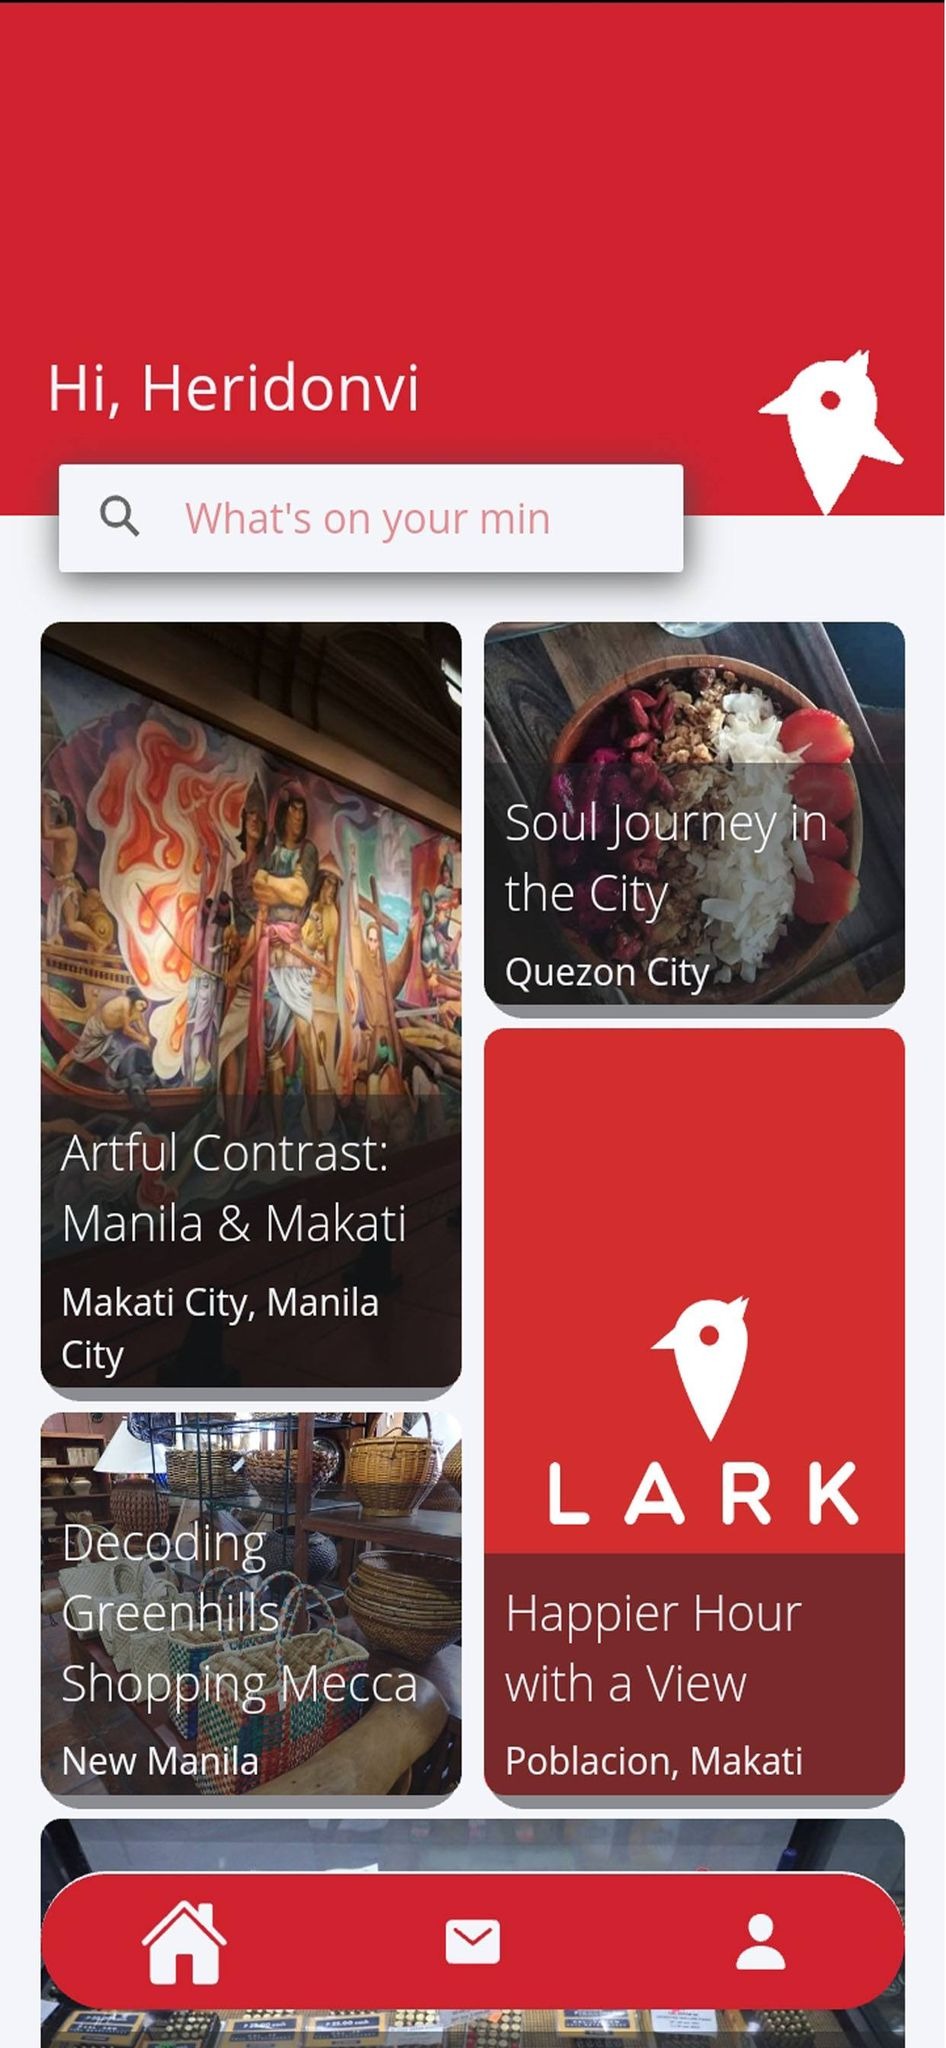 Hi, Heridonvi
What's on your min
Artful Contrast:
Manila & Makati
Makati City, Manila
City
Soul Journey in
the City
Quezon City
LARK
Happier Hour
with a View
Poblacion, Makati
Decoding
Greenhills
Shopping Mecca
New Manila